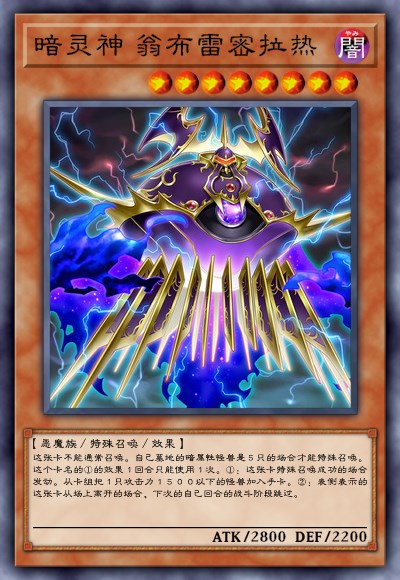 暗灵神 翁布雷密拉热
闇
やみ
【恶魔族/特殊召唤/效果】
这张卡不能通常召唤。自己墓地的暗属性怪兽是5只的场合才能特殊召唤。
这个卡名的①的效果1回合只能使用1次。①：这张卡特殊召唤成功的场合
发动。从卡组把1只攻击力1500以下的怪兽加入手卡。②：表侧表示的
这张卡从场上离开的场合，下次的自己回合的战斗阶段跳过。
ATK/2800 DEF/2200